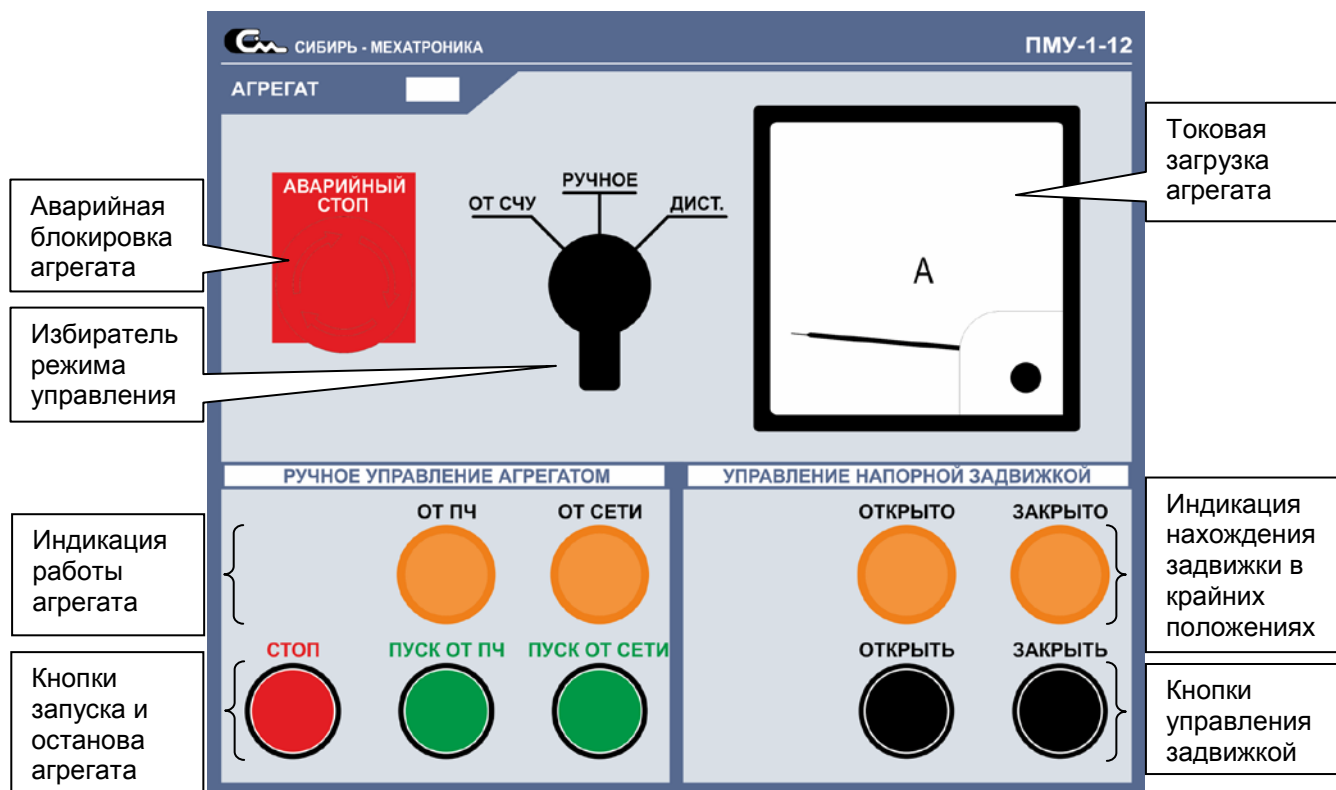 СИБИРЬ - МЕХАТРОНИКА
ПМУ-1-12
АГРЕГАТ
АВАРИЙНЫЙ
СТОП
ОТ СЧУ
РУЧНОЕ
ДИСТ.
А
Токовая
загрузка
агрегата
Аварийная
блокировка
агрегата
Избиратель
режима
управления
РУЧНОЕ УПРАВЛЕНИЕ АГРЕГАТОМ
УПРАВЛЕНИЕ НАПОРНОЙ ЗАДВИЖКОЙ
ОТ ПЧ
ОТ СЕТИ
ОТКРЫТО
ЗАКРЫТО
Индикация
работы
агрегата
Индикация
нахождения
задвижки в
крайних
положениях
СТОП
ПУСК ОТ ПЧ
ПУСК ОТ СЕТИ
ОТКРЫТЬ
ЗАКРЫТЬ
Кнопки
запуска и
останова
агрегата
Кнопки
управления
задвижкой